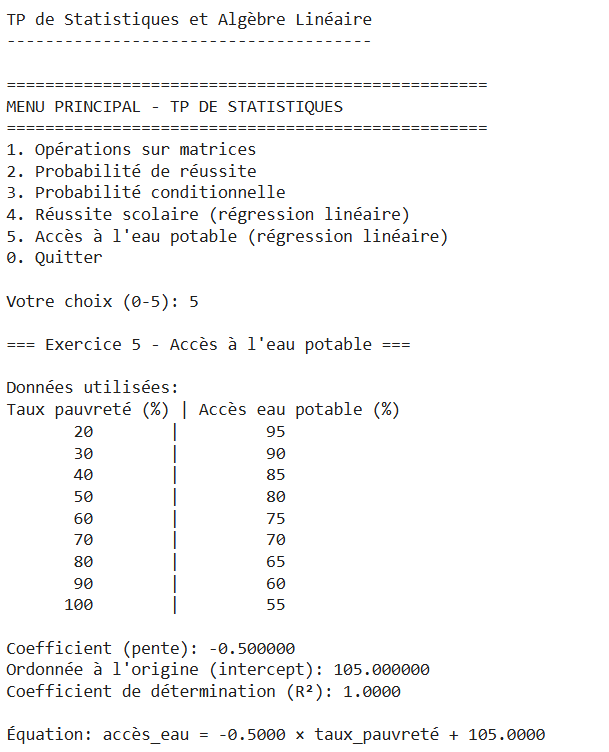 TP de Statistiques et Algèbre Linéaire
--------------------------------------
==================================================
MENU PRINCIPAL - TP DE STATISTIQUES
==================================================
1. Opérations sur matrices
2. Probabilité de réussite
3. Probabilité conditionnelle
4. Réussite scolaire (régression linéaire)
5. Accès à l'eau potable (régression linéaire)
0. Quitter
Votre choix (0-5): 5
=== Exercice 5 - Accès à l'eau potable ===
Données utilisées:
Taux pauvreté (%) | Accès eau potable (%)
20 | 95
30 | 90
40 | 85
50 | 80
60 | 75
70 | 70
80 | 65
90 | 60
100 | 55
Coefficient (pente): -0.500000
Ordonnée à l'origine (intercept): 105.000000
Coefficient de détermination (R²): 1.0000
Équation: accès_eau = -0.5000 × taux_pauvreté + 105.0000